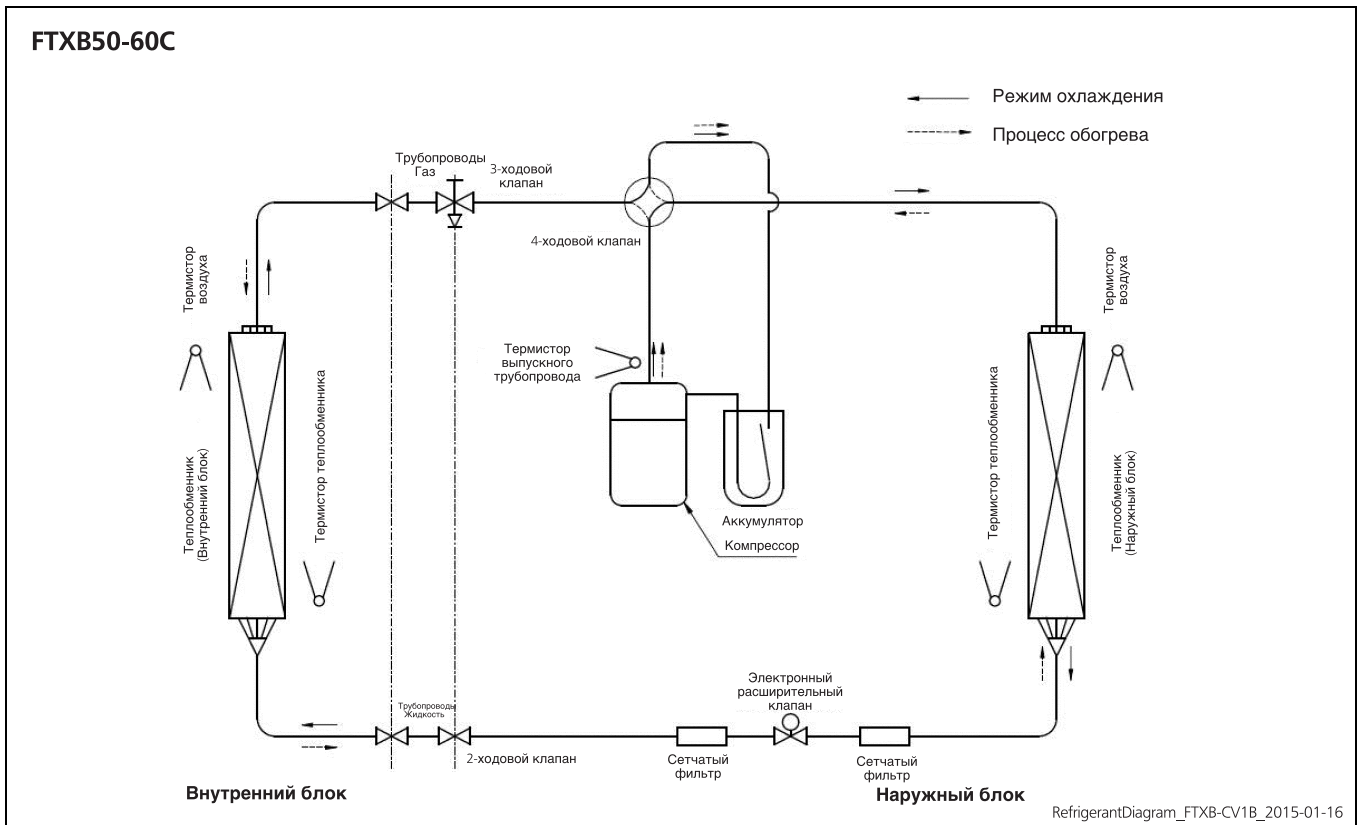 FTXB50-60C
Режим охлаждения
Процесс обогрева
Трубопроводы
Газ
3-ходовой
клапан
4-ходовой клапан
Термистор
воздуха
Термистор
воздуха
Термистор
выпускного
трубопровода
Термистор теплообменника
Термистор теплообменника
Теплообменник
(Внутренний блок)
Теплообменник
(Наружный блок)
Аккумулятор
Компрессор
Электронный
расширительный
клапан
Трубопроводы
Жидкость
2-ходовой клапан
Сетчатый
фильтр
Сетчатый
фильтр
Внутренний блок
Наружный блок
RefrigerantDiagram_FTXB-CV1B_2015-01-16